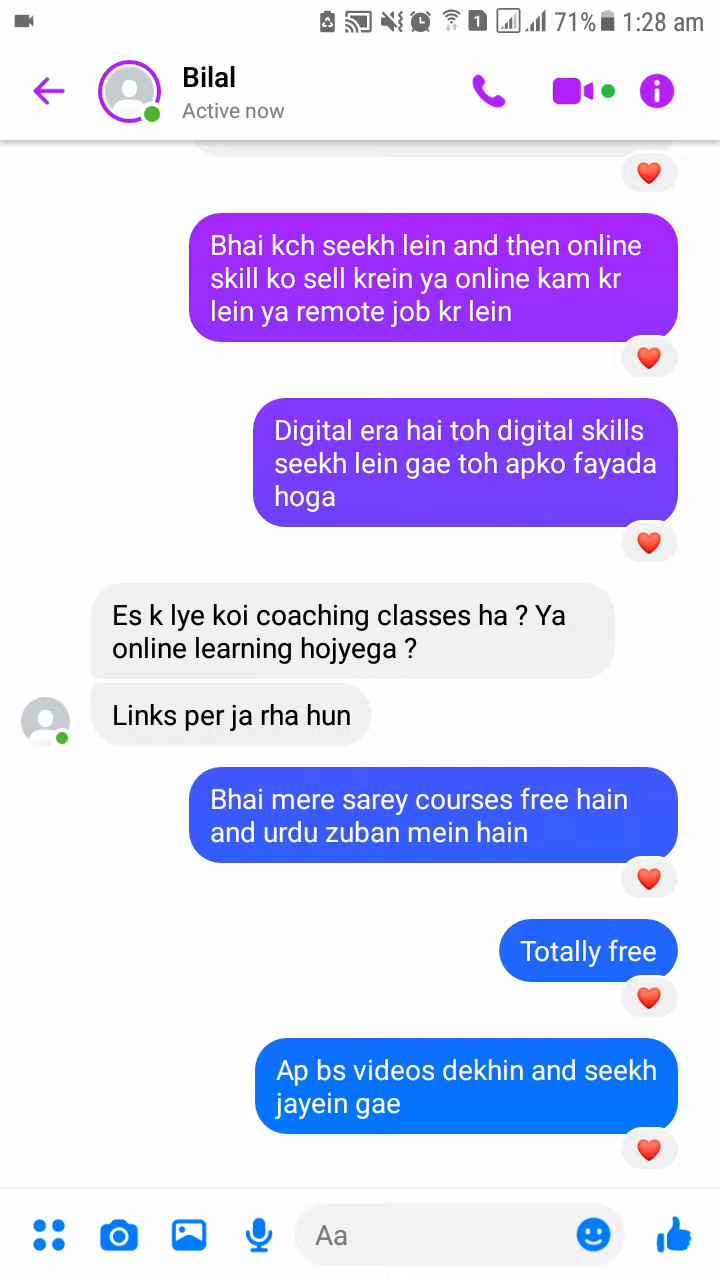 1 71% 1:28 am
Bilal
Active now
Bhai kch seekh lein and then online
skill ko sell krein ya online kam kr
lein ya remote job kr lein
Digital era hai toh digital skills
seekh lein gae toh apko fayada
hoga
Es k lye koi coaching classes ha ? Ya
online learning hojyega ?
Links per ja rha hun
Bhai mere sarey courses free hain
and urdu zuban mein hain
Totally free
Ap bs videos dekhin and seekh
jayein gae
Aa